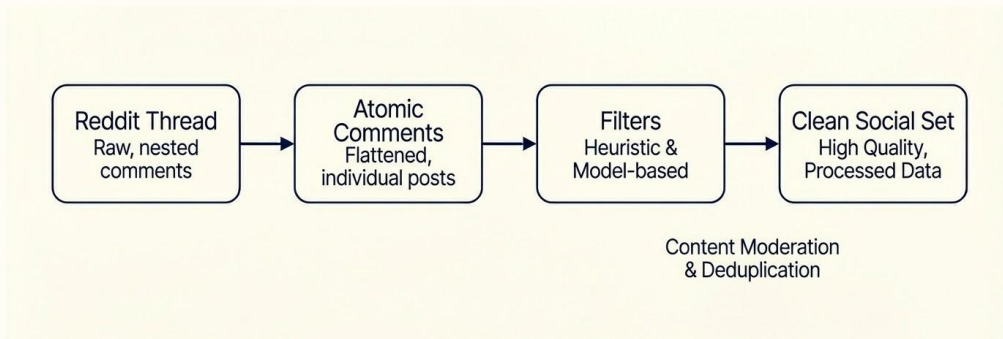 Reddit Thread
Raw, nested
comments
Atomic
Comments
Flattened,
individual posts
Filters
Heuristic &
Model-based
Clean Social Set
High Quality,
Processed Data
Content Moderation
& Deduplication